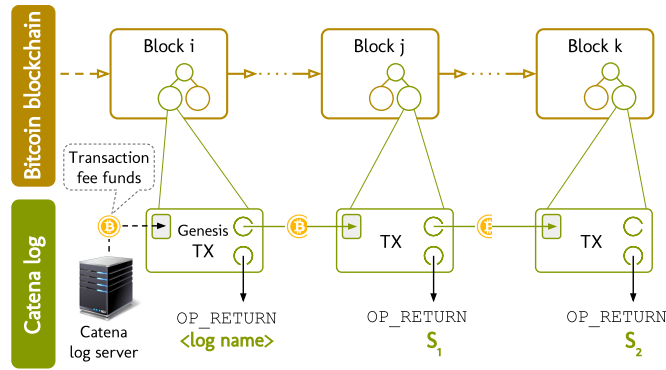 Bitcoin blockchain
Block i
Block j
Block k
Transaction
fee funds
Catena log
Genesis
TX
TX
TX
Catena
log server
OP_RETURN
<log name>
OP_RETURN
S1
OP_RETURN
S2